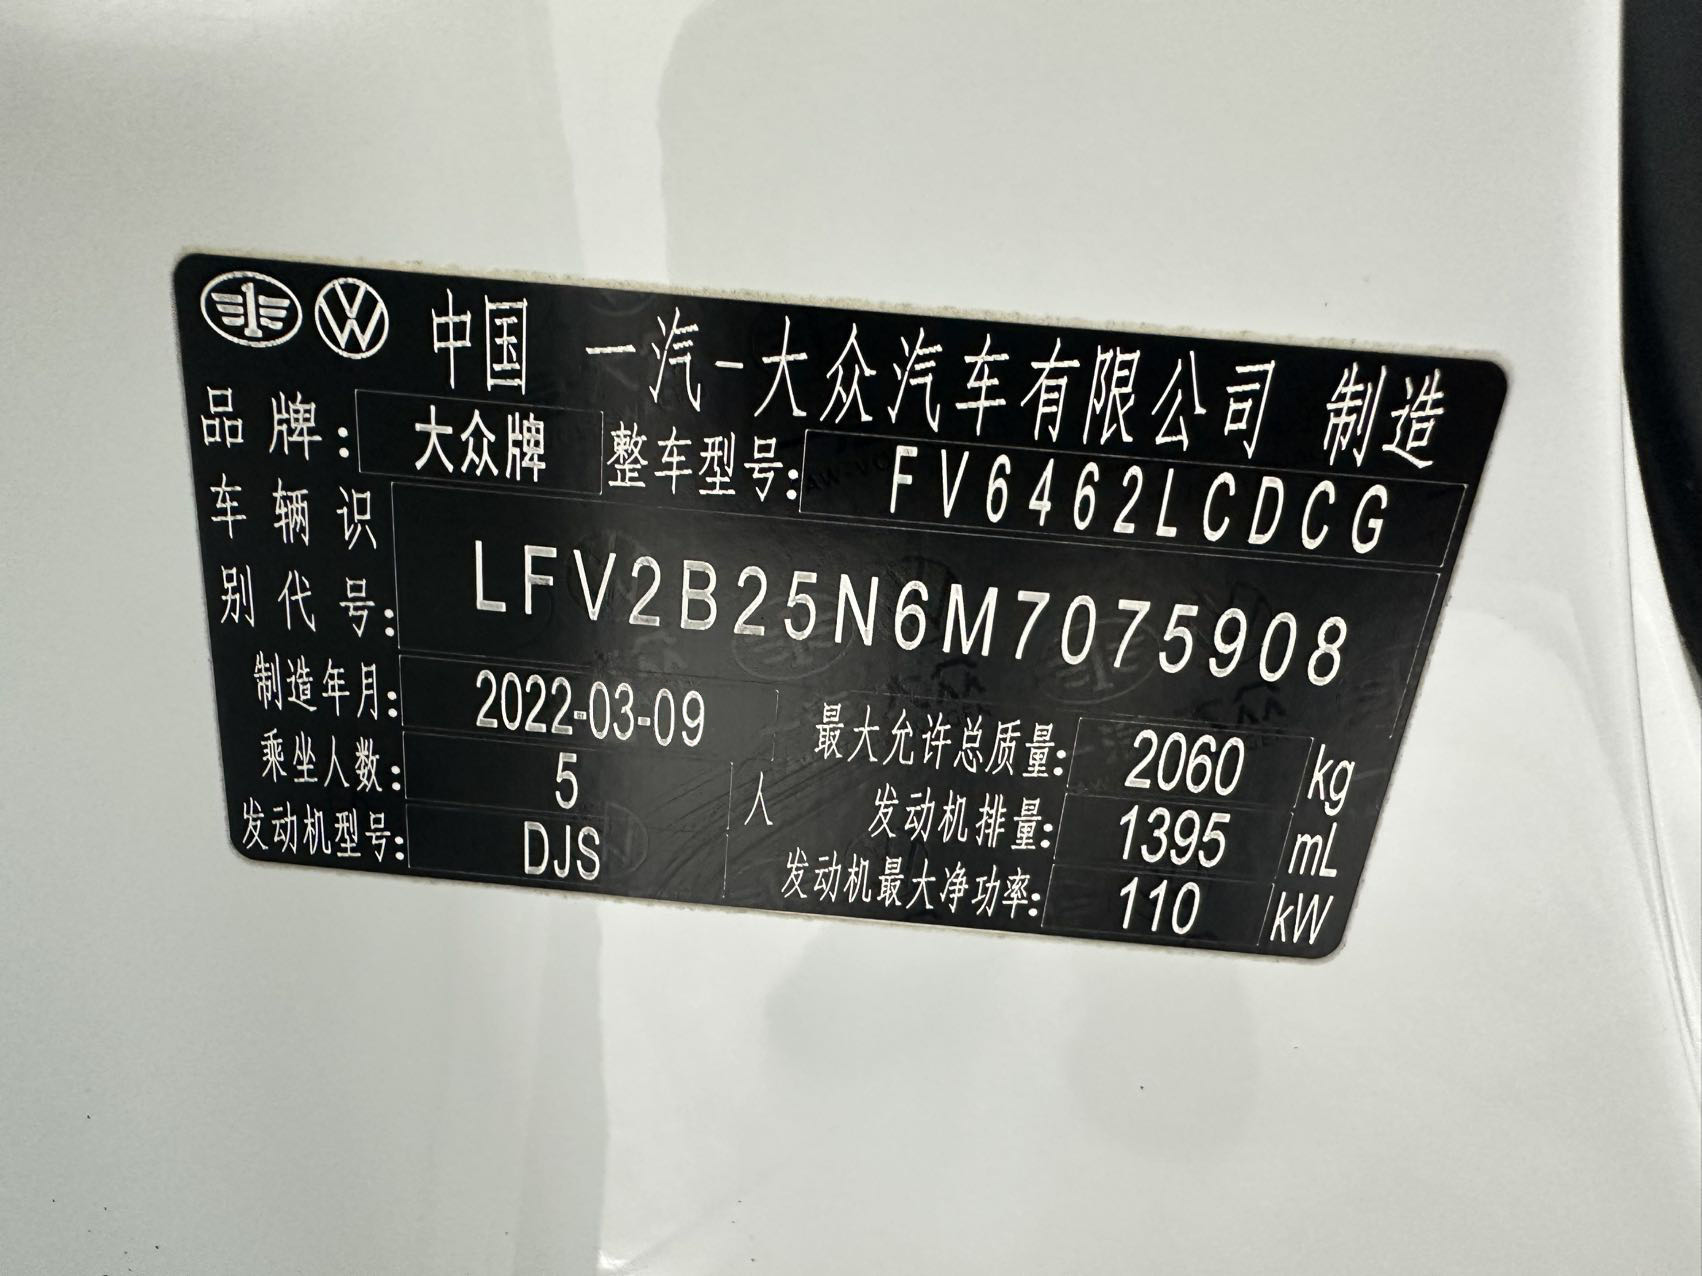 中国 一汽-大众汽车有限公司 制造
品牌: 大众牌 整车型号: FV6462LCDCG
车辆识
别代号: LFV2B25N6M7075908
制造年月: 2022-03-09 最大允许总质量: 2060 kg
乘坐人数: 5 人 发动机排量: 1395 mL
发动机型号: DJS 发动机最大净功率: 110 kW